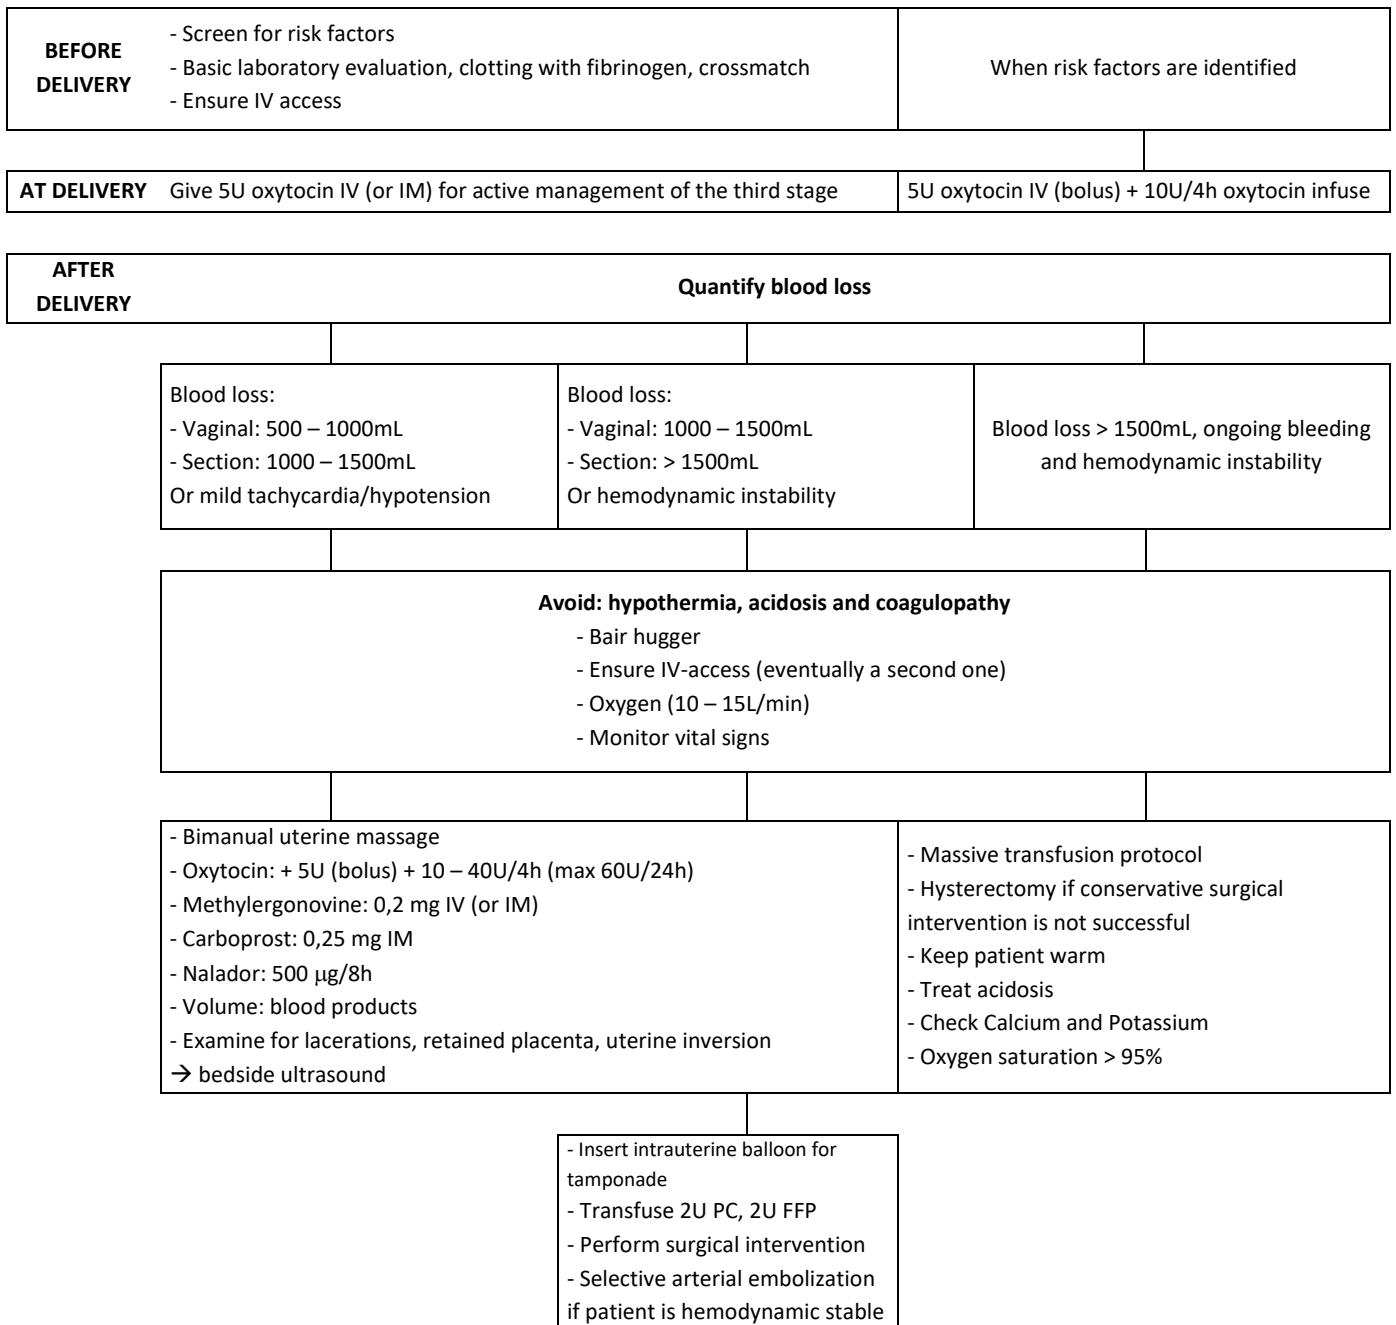 BEFORE
DELIVERY
- Screen for risk factors
- Basic laboratory evaluation, clotting with fibrinogen, crossmatch
- Ensure IV access
When risk factors are identified
AT DELIVERY
Give 5U oxytocin IV (or IM) for active management of the third stage
5U oxytocin IV (bolus) + 10U/4h oxytocin infuse
AFTER
DELIVERY
Quantify blood loss
Blood loss:
- Vaginal: 500 – 1000mL
- Section: 1000 – 1500mL
Or mild tachycardia/hypotension
Blood loss:
- Vaginal: 1000 – 1500mL
- Section: > 1500mL
Or hemodynamic instability
Blood loss > 1500mL, ongoing bleeding
and hemodynamic instability
Avoid: hypothermia, acidosis and coagulopathy
- Bair hugger
- Ensure IV-access (eventually a second one)
- Oxygen (10 – 15L/min)
- Monitor vital signs
- Bimanual uterine massage
- Oxytocin: + 5U (bolus) + 10 – 40U/4h (max 60U/24h)
- Methylergonovine: 0,2 mg IV (or IM)
- Carboprost: 0,25 mg IM
- Nalador: 500 μg/8h
- Volume: blood products
- Examine for lacerations, retained placenta, uterine inversion
→ bedside ultrasound
- Massive transfusion protocol
- Hysterectomy if conservative surgical
intervention is not successful
- Keep patient warm
- Treat acidosis
- Check Calcium and Potassium
- Oxygen saturation > 95%
- Insert intrauterine balloon for
tamponade
- Transfuse 2U PC, 2U FFP
- Perform surgical intervention
- Selective arterial embolization
if patient is hemodynamic stable